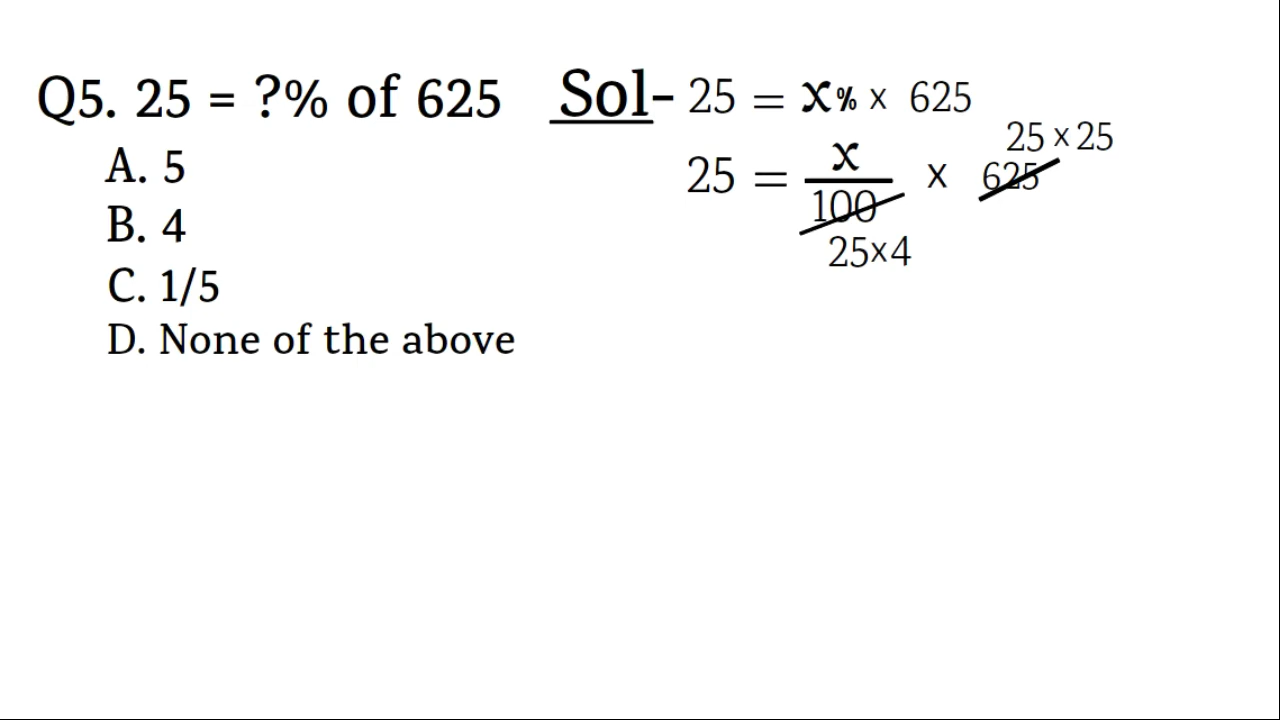 Q5. 25 = ?% of 625
A. 5
B. 4
C. 1/5
D. None of the above
Sol- 25 = x% x 625
25 x 25
25 = x/100 x 625
25x4